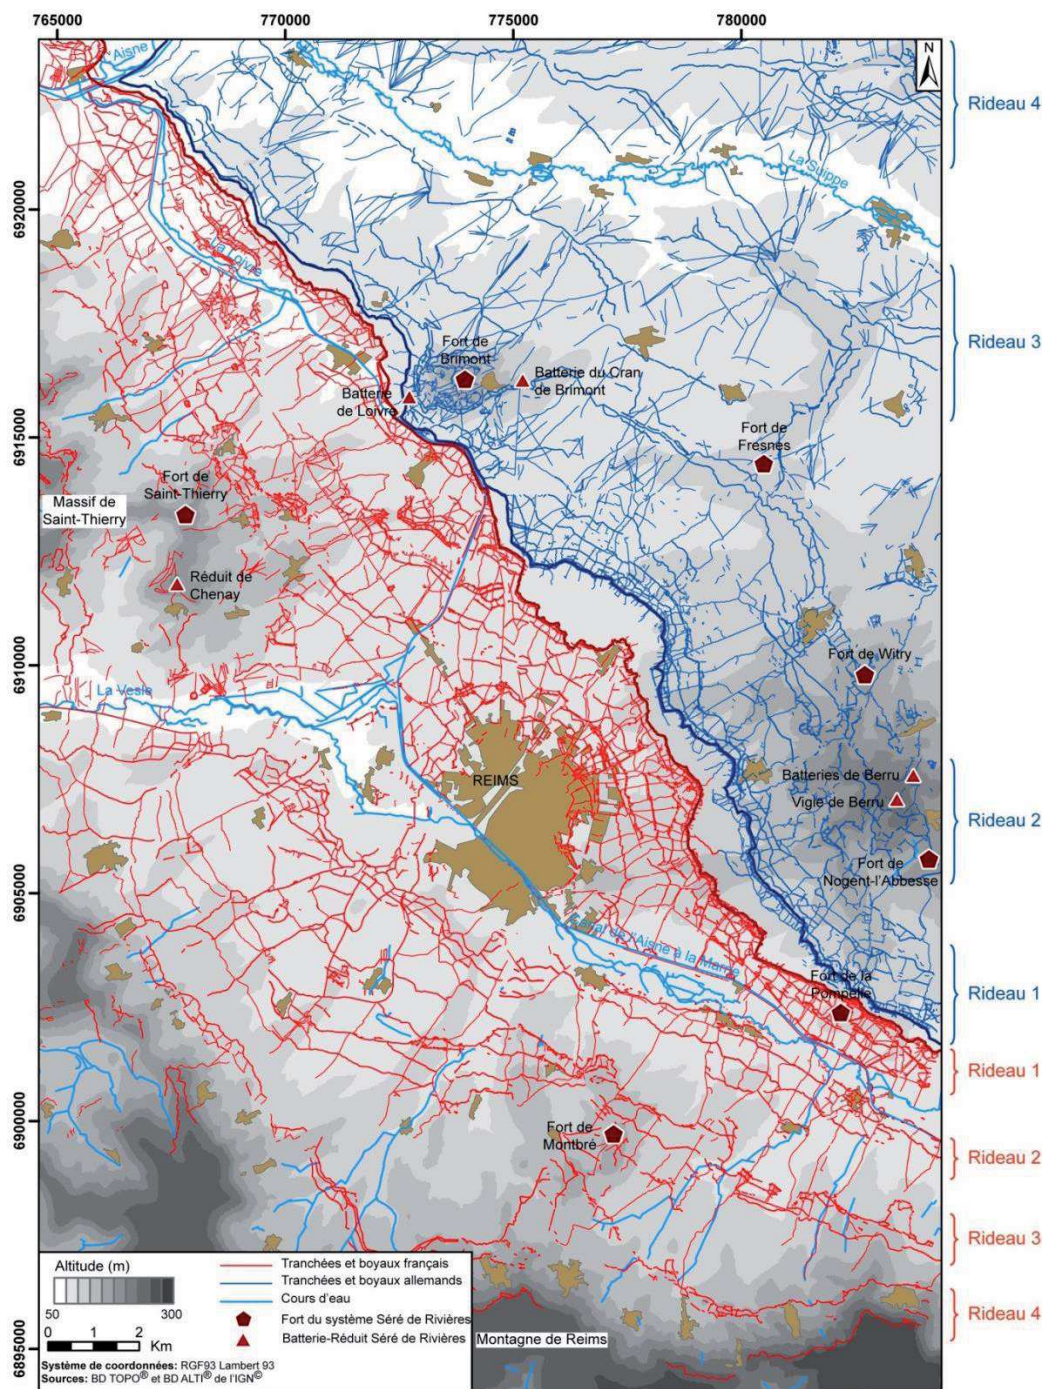 765000 770000 775000 780000
N
Aisne
Rideau 4
La Suippe
6920000
La Loivre
Rideau 3
Fort de
Brimont
Batterie du Cran
de Brimont
Batterie
de Loivre
6915000
Fort de
Fresnes
Fort de
Saint-Thierry
Massif de
Saint-Thierry
Réduit de
Chenay
6910000
Fort de Witry
La Vesle
REIMS
Batteries de Berru
Vigie de Berru
Rideau 2
Fort de
Nogent-l'Abbesse
6905000
Canal de l'Aisne à la Marne
Fort de la
Pompelle
Rideau 1
Rideau 1
6900000
Fort de
Montbré
Rideau 2
Rideau 3
Rideau 4
6895000
Montagne de Reims
Altitude (m)
50 300
0 1 2 Km
Tranchées et boyaux français
Tranchées et boyaux allemands
Cours d'eau
Fort du système Séré de Rivières
Batterie-Réduit Séré de Rivières
Système de coordonnées: RGF93 Lambert 93
Sources: BD TOPO® et BD ALTI® de l'IGN©